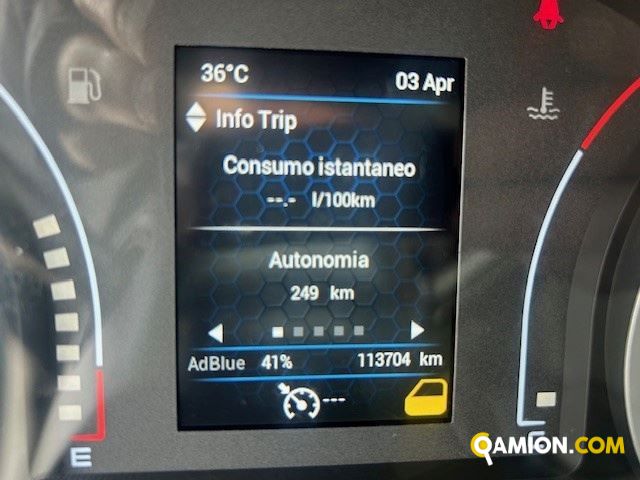 36°C 03 Apr
Info Trip
Consumo istantaneo
--.- l/100km
Autonomia
249 km
AdBlue 41% 113704 km
---
E
QAMION.COM